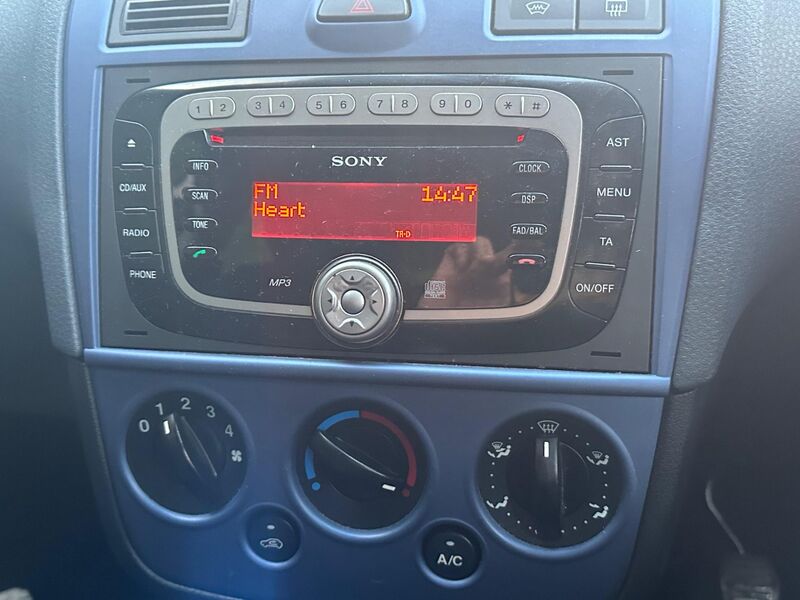 1 2 3 4 5 6 7 8 9 0 * #
SONY
AST
INFO
CLOCK
CD/AUX
SCAN
FM 14:47
DSP
MENU
Heart
RADIO
TONE
TR-D
FAD/BAL
TA
PHONE
MP3
ON/OFF
0 1 2 3 4
A/C